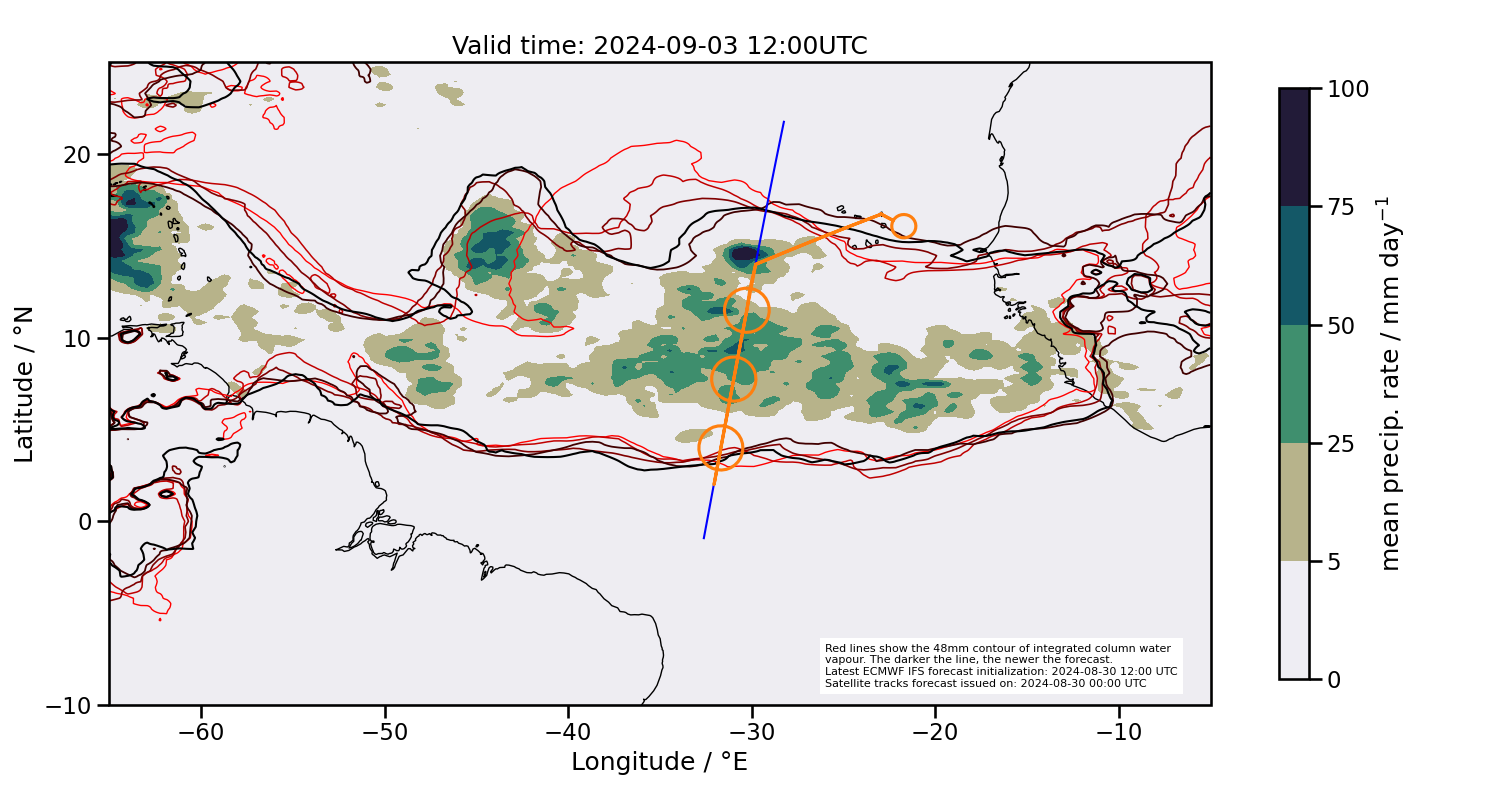 Valid time: 2024-09-03 12:00UTC
Latitude / °N
20
10
0
−10
−60
−50
−40
−30
−20
−10
Longitude / °E
Red lines show the 48mm contour of integrated column water
vapour. The darker the line, the newer the forecast.
Latest ECMWF IFS forecast initialization: 2024-08-30 12:00 UTC
Satellite tracks forecast issued on: 2024-08-30 00:00 UTC
100
75
50
25
5
0
mean precip. rate / mm day⁻¹